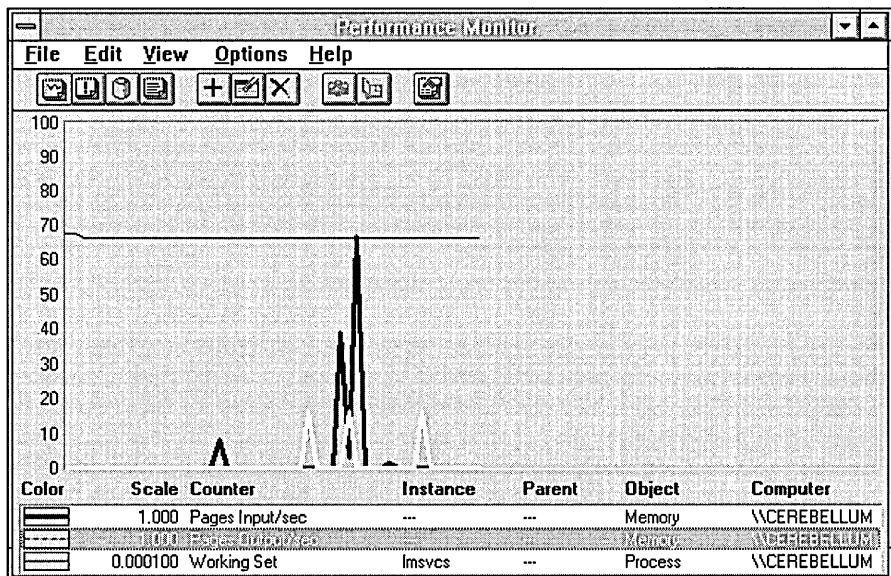 Performance Monitor
File Edit View Options Help
100
90
80
70
60
50
40
30
20
10
0
Color Scale Counter Instance Parent Object Computer
1.000 Pages Input/sec --- --- Memory \\CEREBELLUM
1.000 Pages Output/sec --- --- Memory \\CEREBELLUM
0.000100 Working Set lmsvcs --- Process \\CEREBELLUM